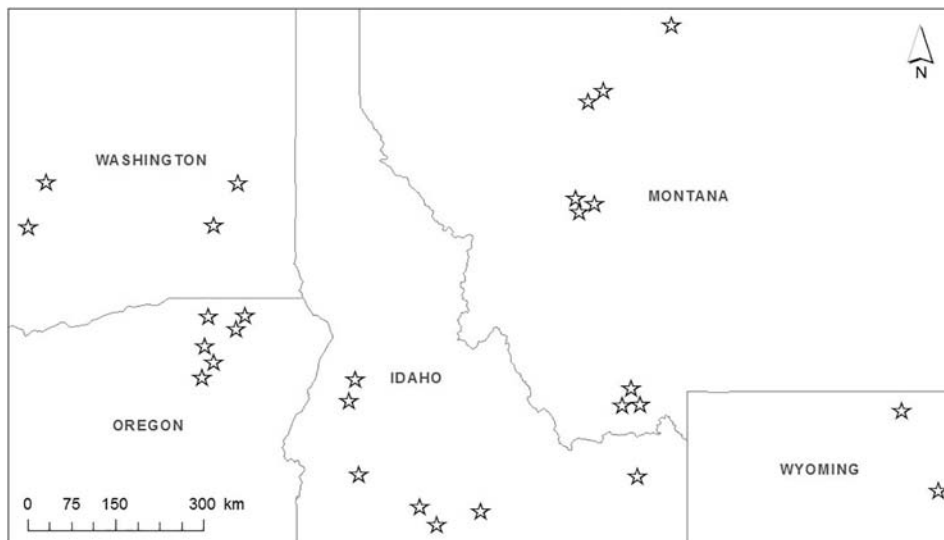 N
WASHINGTON
MONTANA
IDAHO
OREGON
WYOMING
0 75 150 300 km